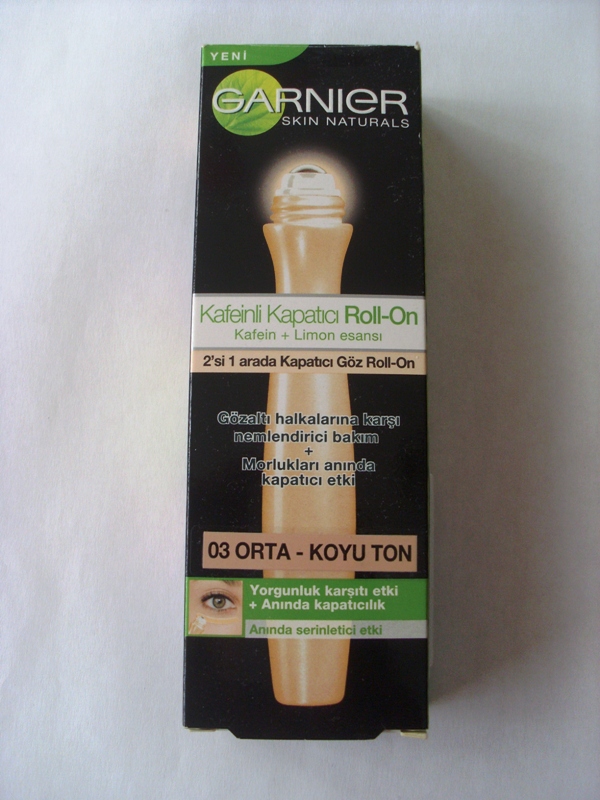 YENİ
GARNIER
SKIN NATURALS
Kafeinli Kapatıcı Roll-On
Kafein + Limon esansı
2'si 1 arada Kapatıcı Göz Roll-On
Gözaltı halkalarına karşı
nemlendirici bakım
+
Morlukları anında
kapatıcı etki
03 ORTA - KOYU TON
Yorgunluk karşıtı etki
+ Anında kapatıcılık
Anında serinletici etki